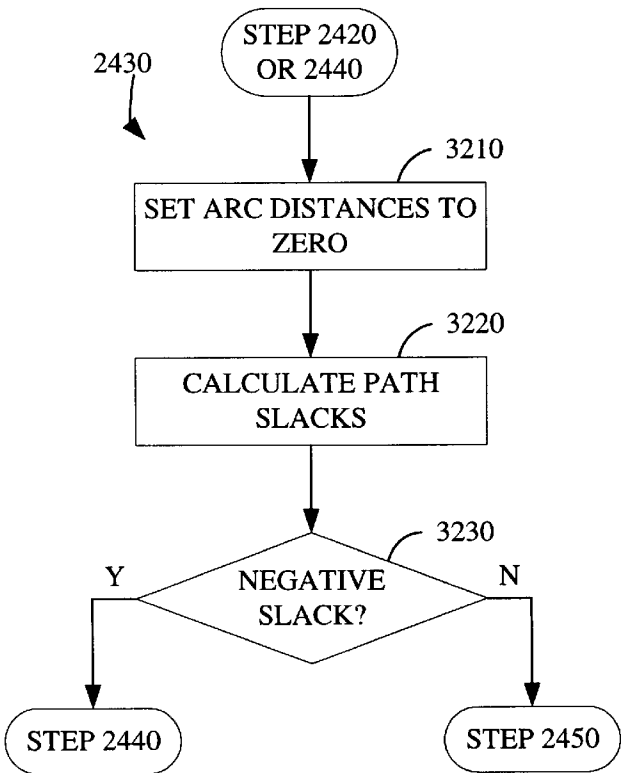 STEP 2420
OR 2440
2430
3210
SET ARC DISTANCES TO
ZERO
3220
CALCULATE PATH
SLACKS
3230
Y
NEGATIVE
SLACK?
N
STEP 2440
STEP 2450